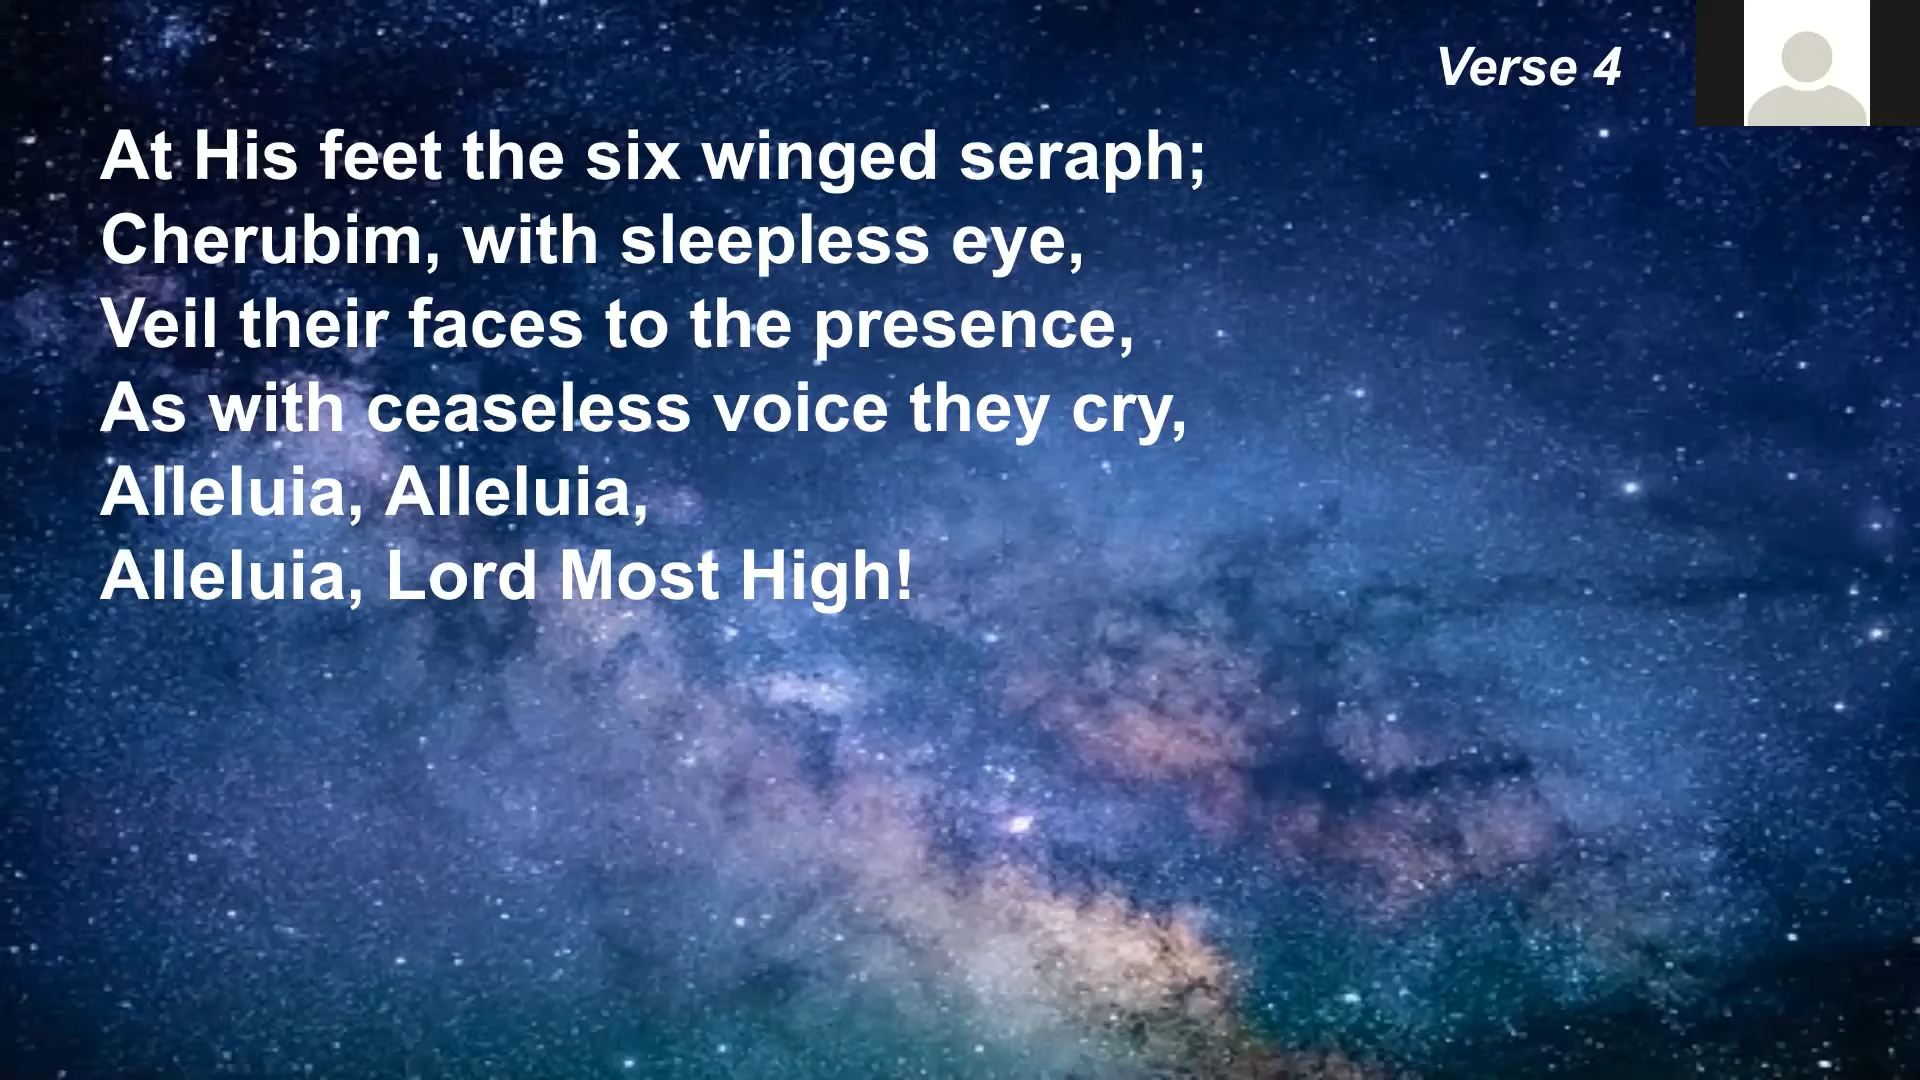 Verse 4
At His feet the six winged seraph;
Cherubim, with sleepless eye,
Veil their faces to the presence,
As with ceaseless voice they cry,
Alleluia, Alleluia,
Alleluia, Lord Most High!